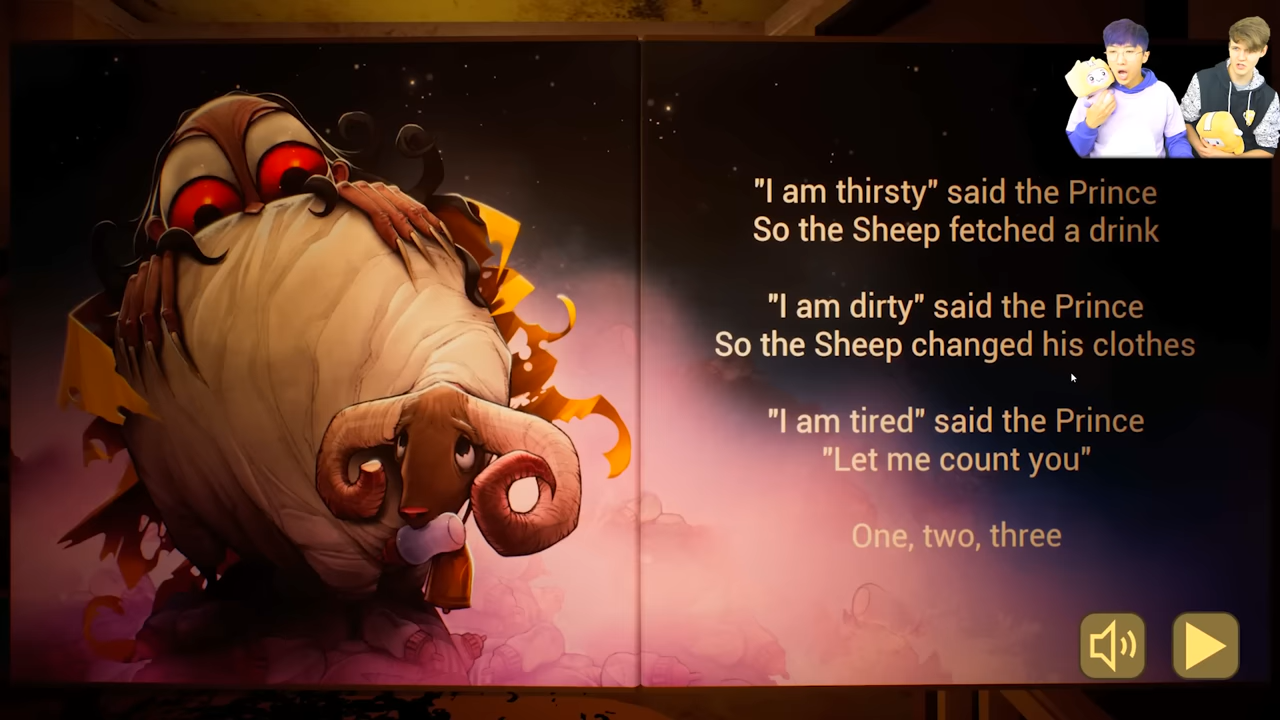 "I am thirsty" said the Prince
So the Sheep fetched a drink
"I am dirty" said the Prince
So the Sheep changed his clothes
"I am tired" said the Prince
"Let me count you"
One, two, three